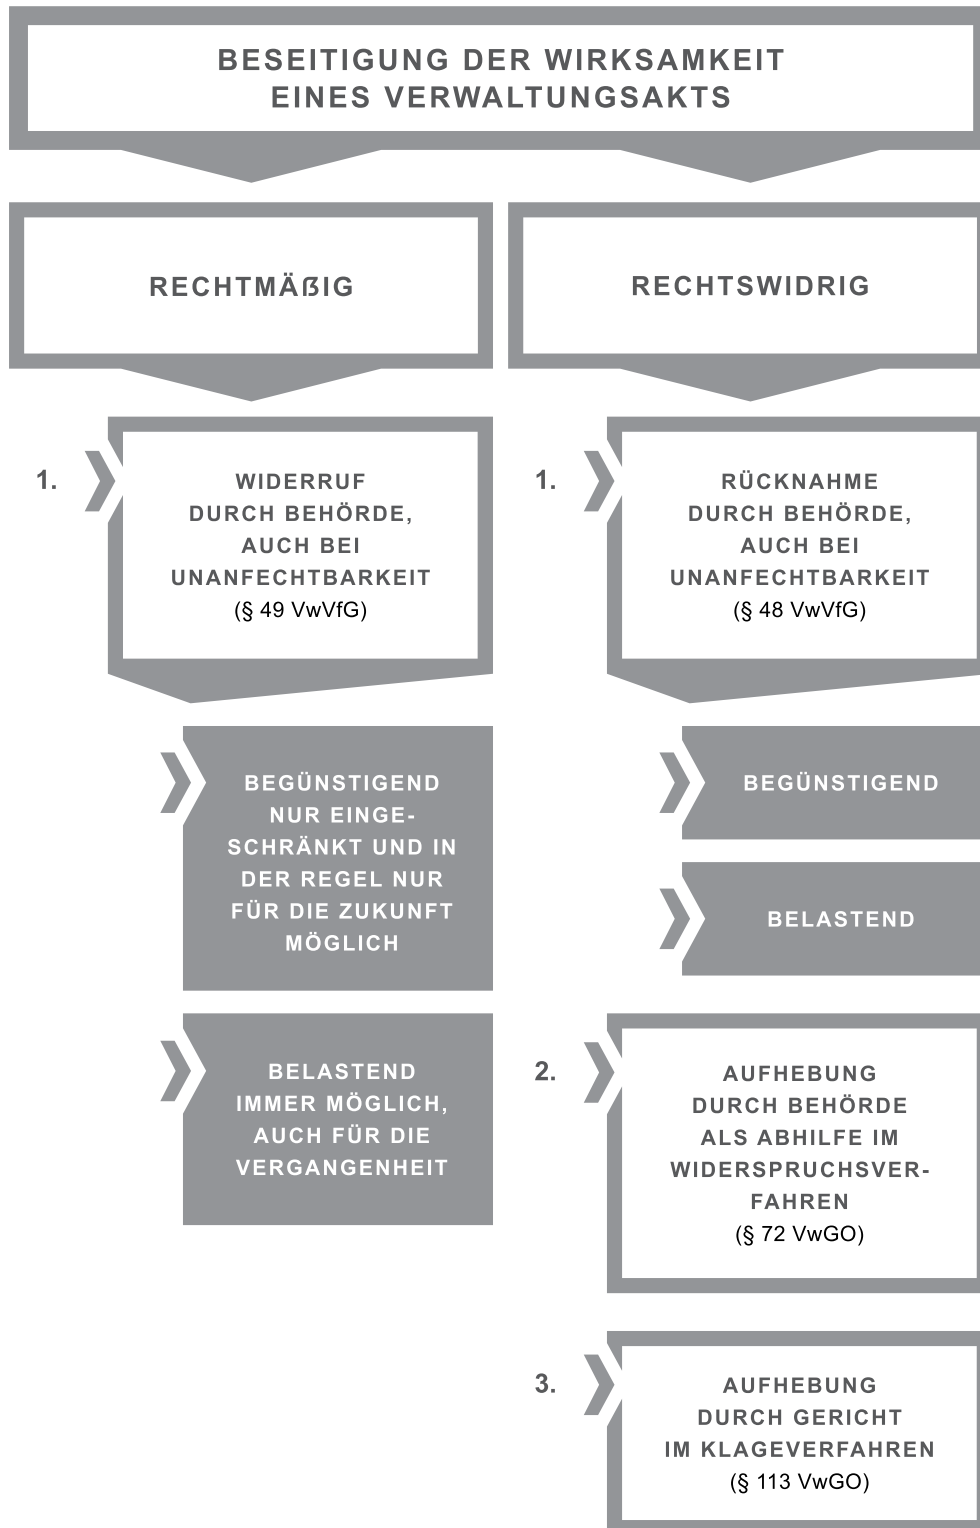 BESEITIGUNG DER WIRKSAMKEIT
EINES VERWALTUNGSAKTS
RECHTMÄßIG
1.
WIDERRUF
DURCH BEHÖRDE,
AUCH BEI
UNANFECHTBARKEIT
(§ 49 VwVfG)
BEGÜNSTIGEND
NUR EINGE-
SCHRÄNKT UND IN
DER REGEL NUR
FÜR DIE ZUKUNFT
MÖGLICH
BELASTEND
IMMER MÖGLICH,
AUCH FÜR DIE
VERGANGENHEIT
RECHTSWIDRIG
1.
RÜCKNAHME
DURCH BEHÖRDE,
AUCH BEI
UNANFECHTBARKEIT
(§ 48 VwVfG)
BEGÜNSTIGEND
BELASTEND
2.
AUFHEBUNG
DURCH BEHÖRDE
ALS ABHILFE IM
WIDERSPRUCHSVER-
FAHREN
(§ 72 VwGO)
3.
AUFHEBUNG
DURCH GERICHT
IM KLAGEVERFAHREN
(§ 113 VwGO)